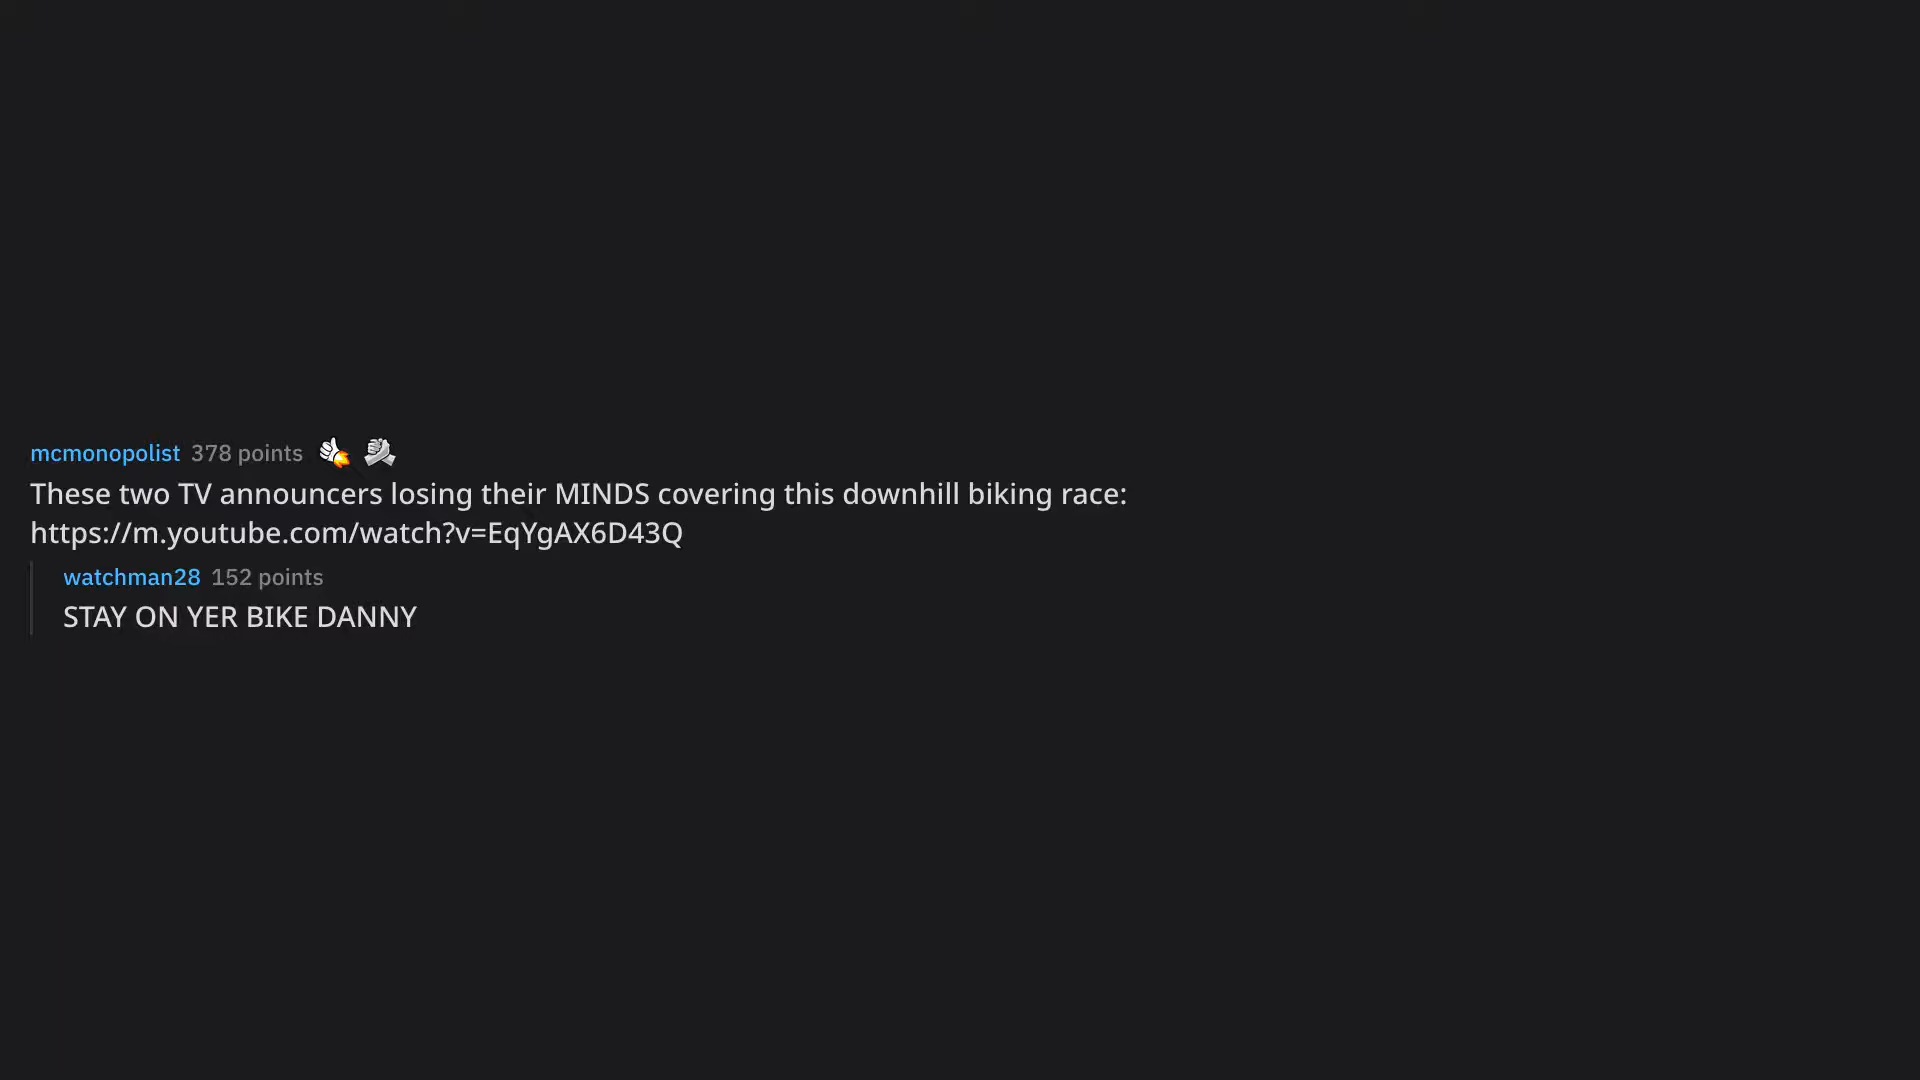 mcmonopolist 378 points
These two TV announcers losing their MINDS covering this downhill biking race:
https://m.youtube.com/watch?v=EqYgAX6D43Q
watchman28 152 points
STAY ON YER BIKE DANNY